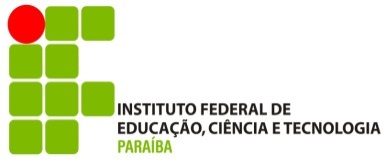 INSTITUTO FEDERAL DE
EDUCAÇÃO, CIÊNCIA E TECNOLOGIA
PARAÍBA